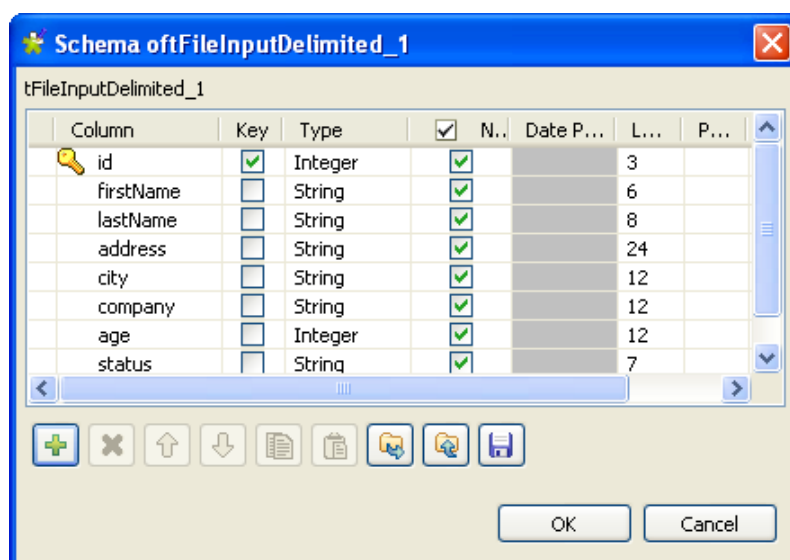 Schema oftFileInputDelimited_1
tFileInputDelimited_1
Column Key Type N.. Date P... L... P...
id Integer 3
firstName String 6
lastName String 8
address String 24
city String 12
company String 12
age Integer 12
status String 7
OK Cancel